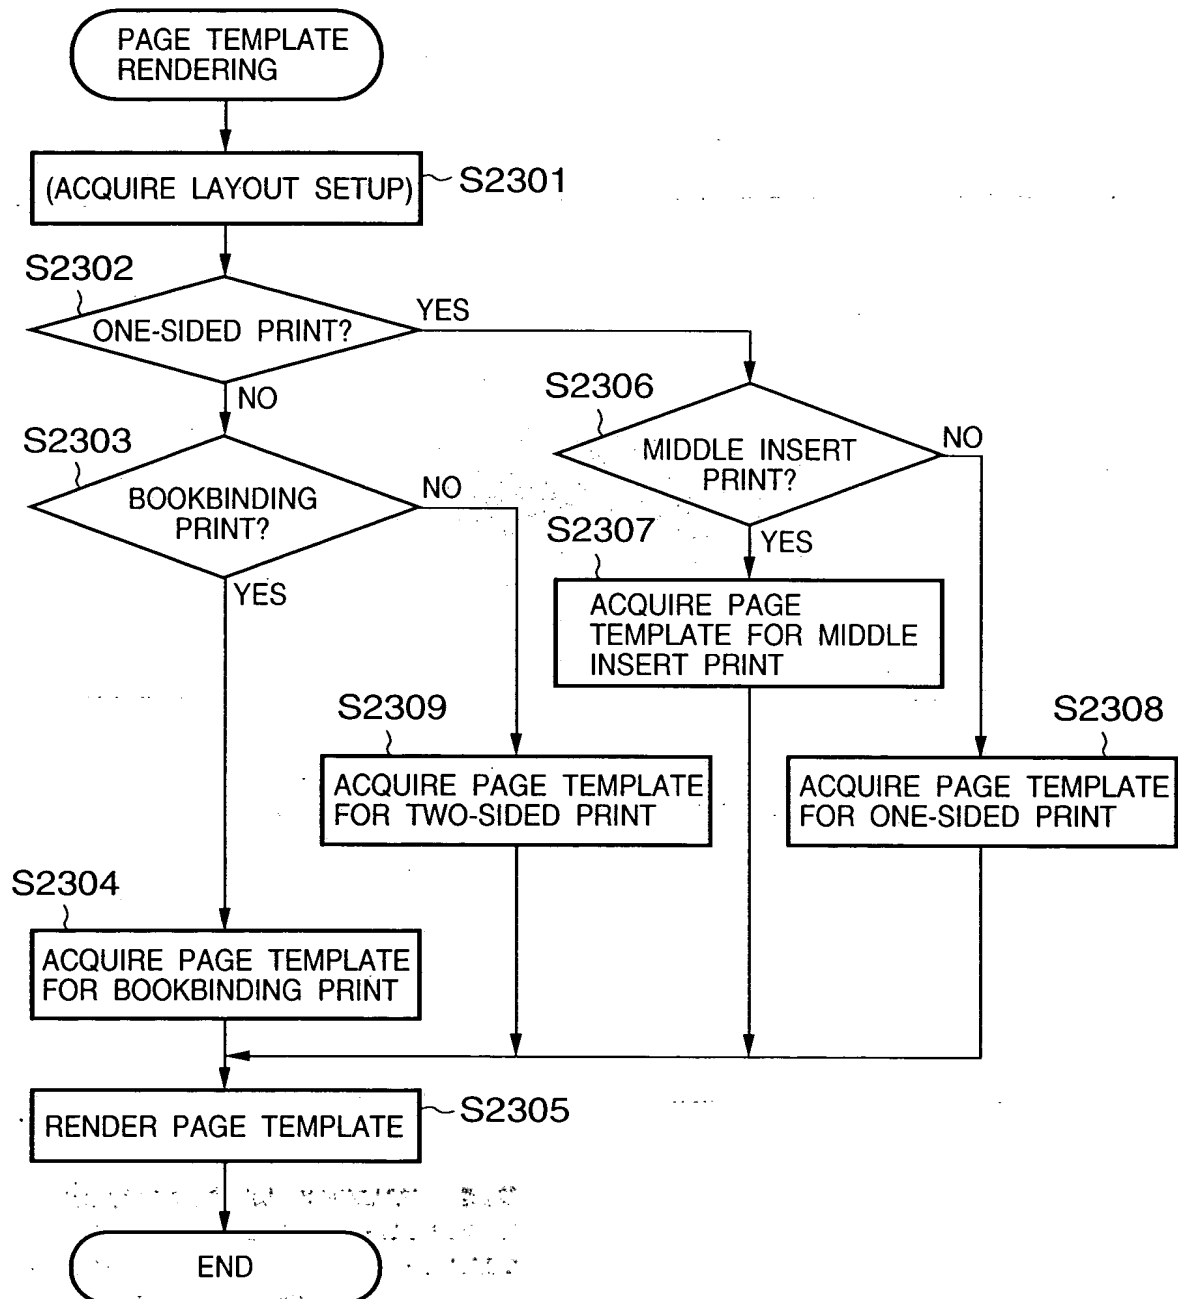 PAGE TEMPLATE
RENDERING
(ACQUIRE LAYOUT SETUP)
S2301
S2302
ONE-SIDED PRINT?
YES
NO
S2303
BOOKBINDING
PRINT?
NO
YES
S2306
MIDDLE INSERT
PRINT?
NO
YES
S2307
ACQUIRE PAGE
TEMPLATE FOR MIDDLE
INSERT PRINT
S2309
ACQUIRE PAGE TEMPLATE
FOR TWO-SIDED PRINT
S2308
ACQUIRE PAGE TEMPLATE
FOR ONE-SIDED PRINT
S2304
ACQUIRE PAGE TEMPLATE
FOR BOOKBINDING PRINT
RENDER PAGE TEMPLATE
S2305
END